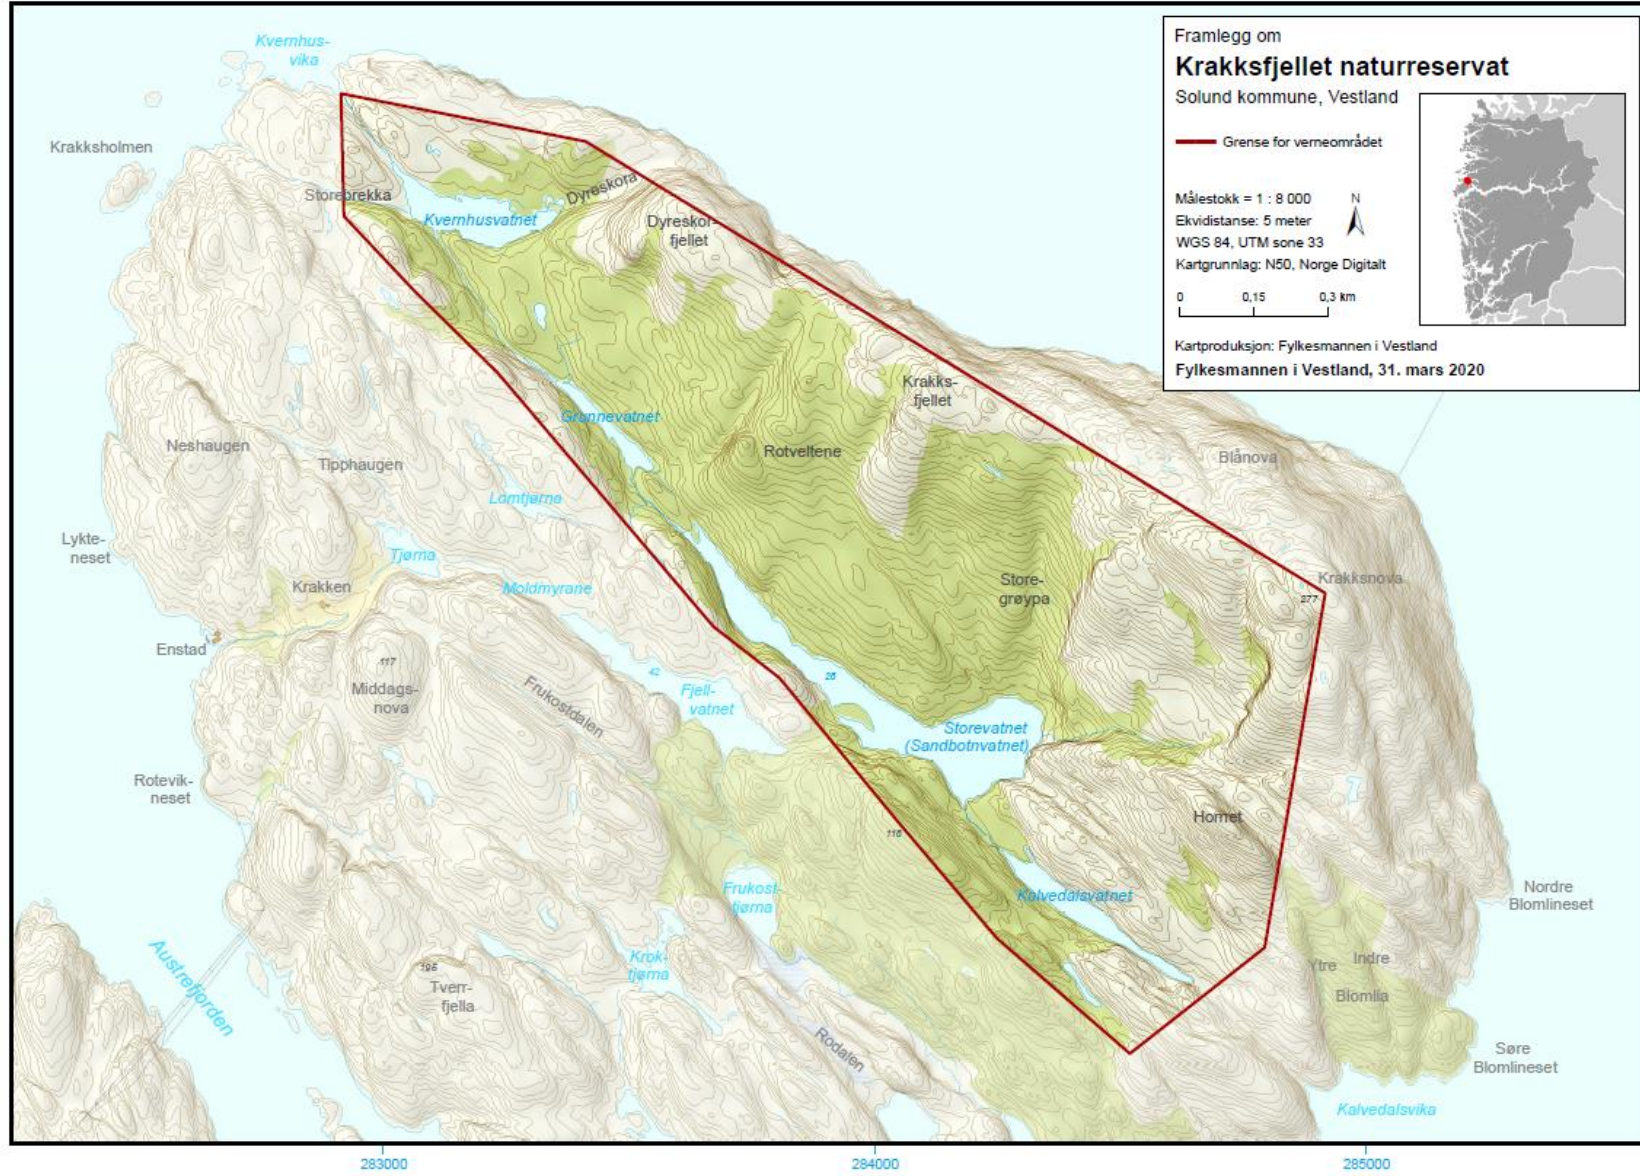 Framlegg om
Krakksfjellet naturreservat
Solund kommune, Vestland
Grense for verneområdet
Målestokk = 1 : 8 000
N
Ekvidistanse: 5 meter
WGS 84, UTM sone 33
Kartgrunnlag: N50, Norge Digitalt
0
0,15
0,3 km
Kartproduksjon: Fylkesmannen i Vestland
Fylkesmannen i Vestland, 31. mars 2020
Kvernhus-
vika
Krakksholmen
Storebrekka
Dyreskora
Kvernhusvatnet
Dyreskor-
fjellet
Krakks-
fjellet
Grunnevatnet
Neshaugen
Tipphaugen
Rotveltene
Blånova
Lomtjørna
Lykte-
neset
Tjørna
Krakken
Moldmyrane
Store-
grøypa
Krakksnova
277
Enstad
117
Middags-
nova
42
Fjell-
vatnet
26
Frukostdalen
Storevatnet
(Sandbotnvatnet)
Rotevik-
neset
116
Hornet
Frukost-
tjørna
Kalvedalsvatnet
Nordre
Blomlineset
Austrefjorden
Krok-
tjørna
195
Tverr-
fjella
Ytre
Indre
Blomlia
Rodalen
Søre
Blomlineset
Kalvedalsvika
283000
284000
285000